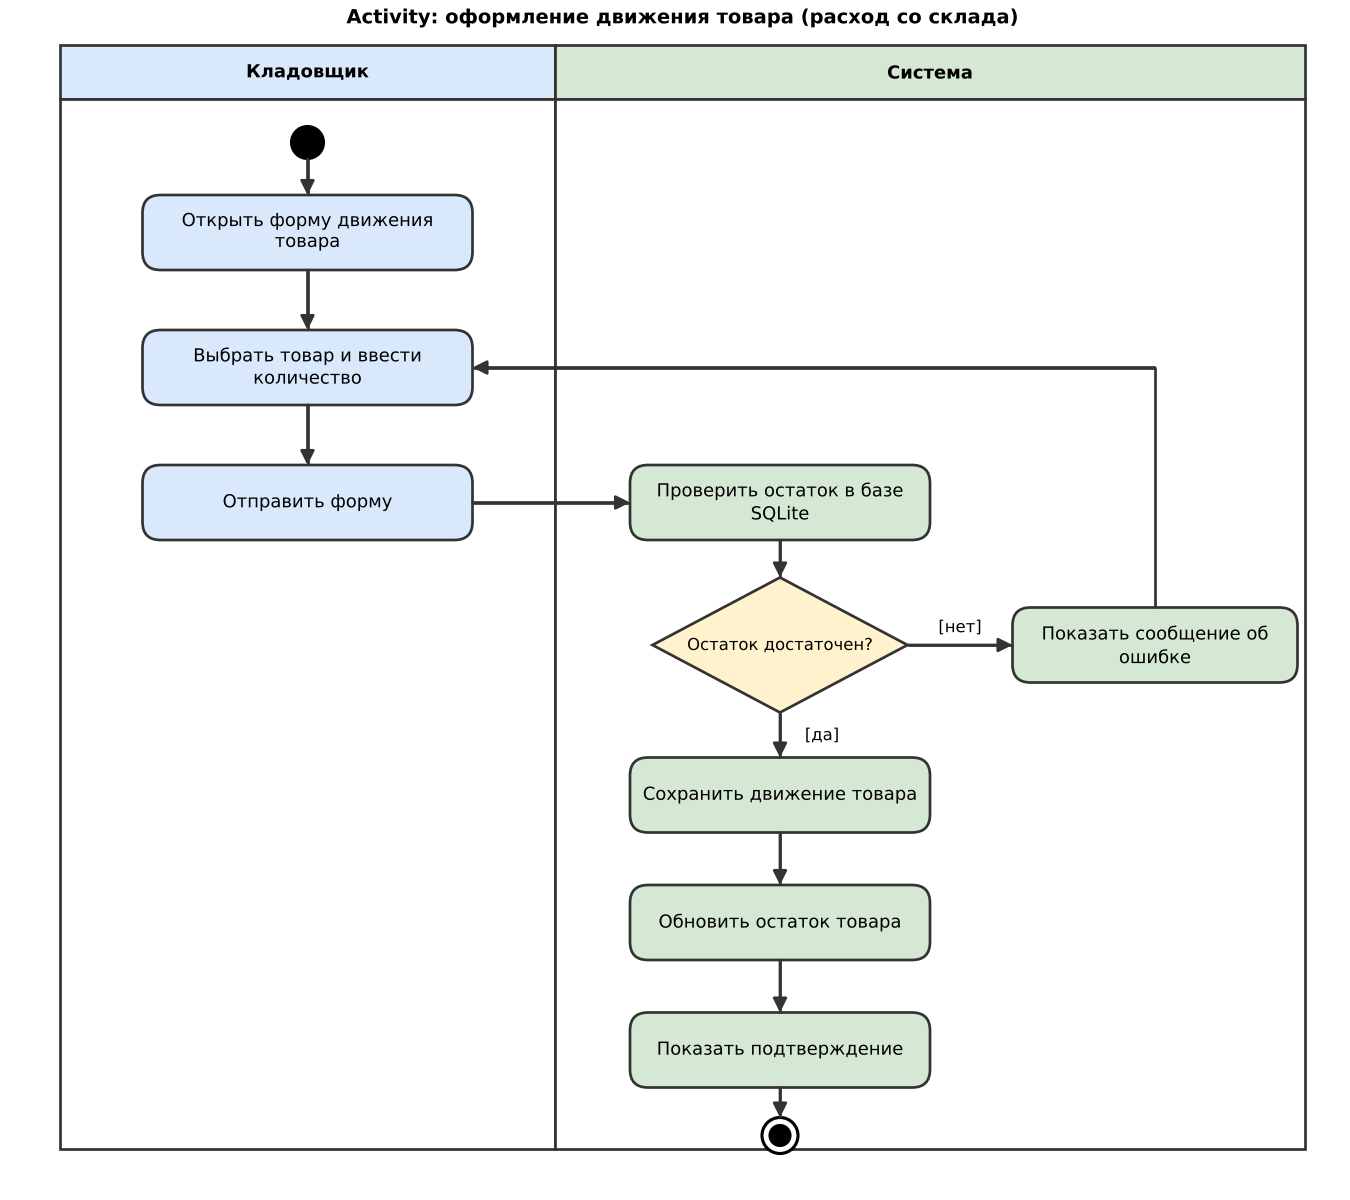 Activity: оформление движения товара (расход со склада)
Кладовщик
Система
Открыть форму движения
товара
Выбрать товар и ввести
количество
Отправить форму
Проверить остаток в базе
SQLite
Остаток достаточен?
[нет]
Показать сообщение об
ошибке
[да]
Сохранить движение товара
Обновить остаток товара
Показать подтверждение